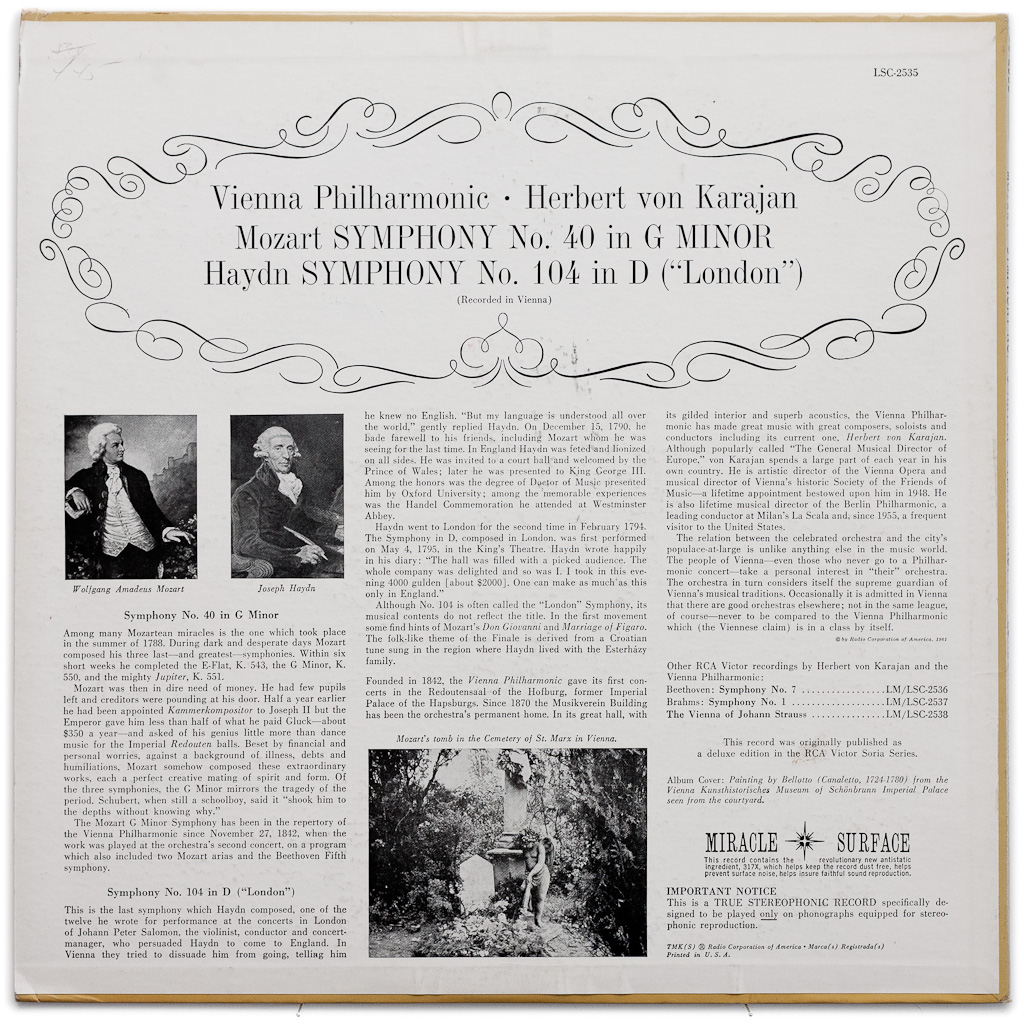 LSC-2535
Vienna Philharmonic · Herbert von Karajan
Mozart SYMPHONY No. 40 in G MINOR
Haydn SYMPHONY No. 104 in D (“London”)
(Recorded in Vienna)
Wolfgang Amadeus Mozart
Joseph Haydn
Symphony No. 40 in G Minor
Among many Mozartean miracles is the one which took place
in the summer of 1788. During dark and desperate days Mozart
composed his three last—and greatest—symphonies. Within six
short weeks he completed the E-Flat, K. 543, the G Minor, K.
550, and the mighty Jupiter, K. 551.
Mozart was then in dire need of money. He had few pupils
left and creditors were pounding at his door. Half a year earlier
he had been appointed Kammerkompositor to Joseph II but the
Emperor gave him less than half of what he paid Gluck—about
$350 a year—and asked of his genius little more than dance
music for the Imperial Redouten balls. Beset by financial and
personal worries, against a background of illness, debts and
humiliations, Mozart somehow composed these extraordinary
works, each a perfect creative mating of spirit and form. Of
the three symphonies, the G Minor mirrors the tragedy of the
period. Schubert, when still a schoolboy, said it “shook him to
the depths without knowing why.”
The Mozart G Minor Symphony has been in the repertory of
the Vienna Philharmonic since November 27, 1842, when the
work was played at the orchestra's second concert, on a program
which also included two Mozart arias and the Beethoven Fifth
symphony.
Symphony No. 104 in D (“London”)
This is the last symphony which Haydn composed, one of the
twelve he wrote for performance at the concerts in London
of Johann Peter Salomon, the violinist, conductor and concert-
manager, who persuaded Haydn to come to England. In
Vienna they tried to dissuade him from going, telling him
he knew no English. “But my language is understood all over
the world,” gently replied Haydn. On December 15, 1790, he
bade farewell to his friends, including Mozart whom he was
seeing for the last time. In England Haydn was feted and lionized
on all sides. He was invited to a court ball and welcomed by the
Prince of Wales; later he was presented to King George III.
Among the honors was the degree of Doctor of Music presented
him by Oxford University; among the memorable experiences
was the Handel Commemoration he attended at Westminster
Abbey.
Haydn went to London for the second time in February 1794.
The Symphony in D, composed in London, was first performed
on May 4, 1795, in the King's Theatre. Haydn wrote happily
in his diary: “The hall was filled with a picked audience. The
whole company was delighted and so was I. I took in this eve-
ning 4000 gulden [about $2000]. One can make as much as this
only in England.”
Although No. 104 is often called the “London” Symphony, its
musical contents do not reflect the title. In the first movement
some find hints of Mozart's Don Giovanni and Marriage of Figaro.
The folk-like theme of the Finale is derived from a Croatian
tune sung in the region where Haydn lived with the Esterházy
family.
Founded in 1842, the Vienna Philharmonic gave its first con-
certs in the Redoutensaal of the Hofburg, former Imperial
Palace of the Hapsburgs. Since 1870 the Musikverein Building
has been the orchestra's permanent home. In its great hall, with
Mozart's tomb in the Cemetery of St. Marx in Vienna.
its gilded interior and superb acoustics, the Vienna Philhar-
monic has made great music with great composers, soloists and
conductors including its current one, Herbert von Karajan.
Although popularly called “The General Musical Director of
Europe,” von Karajan spends a large part of each year in his
own country. He is artistic director of the Vienna Opera and
musical director of Vienna's historic Society of the Friends of
Music—a lifetime appointment bestowed upon him in 1948. He
is also lifetime musical director of the Berlin Philharmonic, a
leading conductor at Milan's La Scala and, since 1955, a frequent
visitor to the United States.
The relation between the celebrated orchestra and the city's
populace-at-large is unlike anything else in the music world.
The people of Vienna—even those who never go to a Philhar-
monic concert—take a personal interest in “their” orchestra.
The orchestra in turn considers itself the supreme guardian of
Vienna's musical traditions. Occasionally it is admitted in Vienna
that there are good orchestras elsewhere; not in the same league,
of course—never to be compared to the Vienna Philharmonic
which (the Viennese claim) is in a class by itself.
© by Radio Corporation of America, 1961
Other RCA Victor recordings by Herbert von Karajan and the
Vienna Philharmonic:
Beethoven: Symphony No. 7 ................LM/LSC-2536
Brahms: Symphony No. 1 ..................LM/LSC-2537
The Vienna of Johann Strauss ..............LM/LSC-2538
This record was originally published as
a deluxe edition in the RCA Victor Soria Series.
Album Cover: Painting by Bellotto (Canaletto, 1724-1780) from the
Vienna Kunsthistorisches Museum of Schönbrunn Imperial Palace
seen from the courtyard.
MIRACLE SURFACE
This record contains the revolutionary new antistatic
ingredient, 317X, which helps keep the record dust free, helps
prevent surface noise, helps insure faithful sound reproduction.
IMPORTANT NOTICE
This is a TRUE STEREOPHONIC RECORD specifically de-
signed to be played only on phonographs equipped for stereo-
phonic reproduction.
TMK(S) ® Radio Corporation of America • Marca(s) Registrada(s)
Printed in U. S. A.